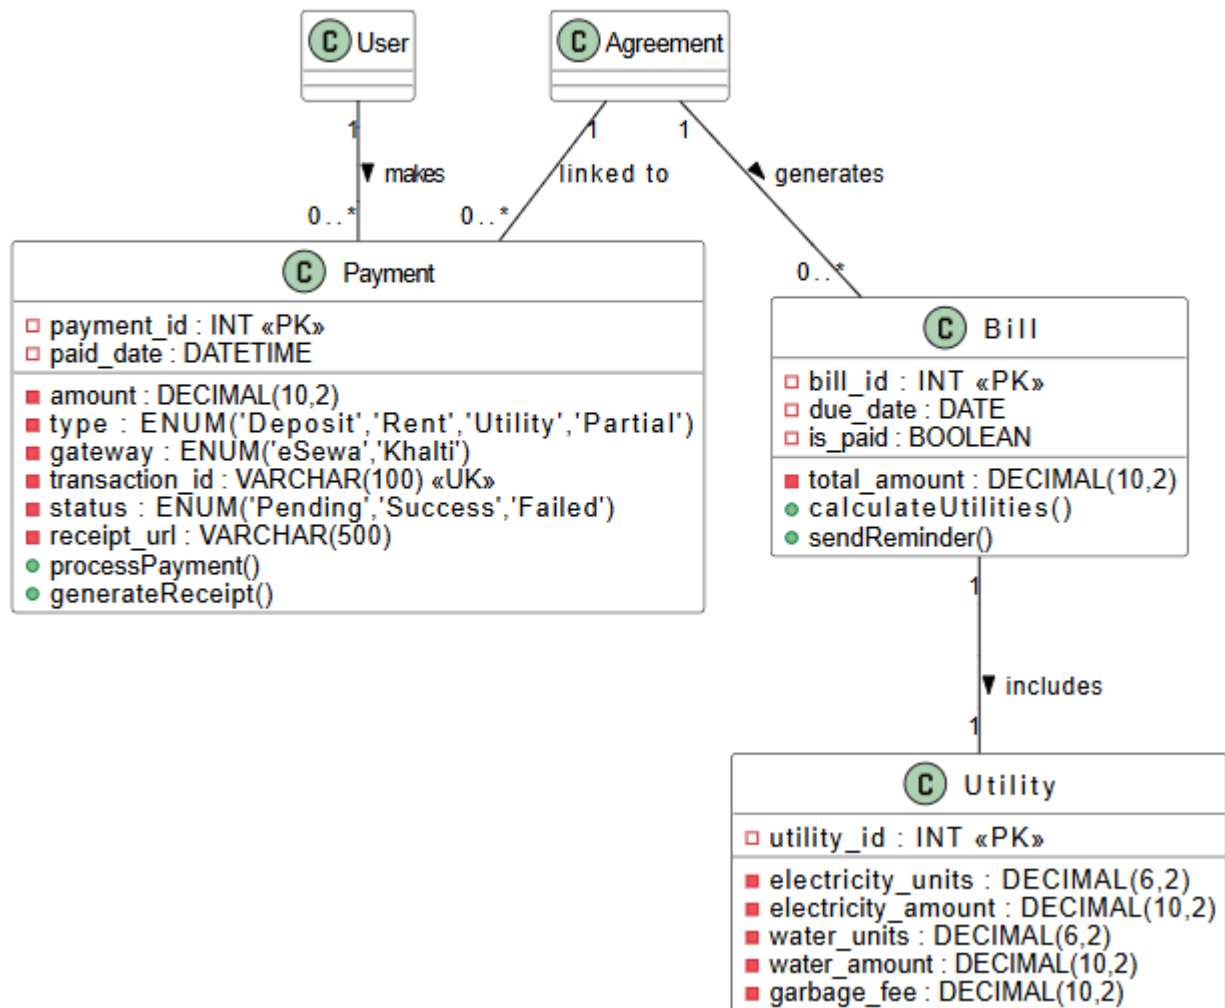 C User
C Agreement
1
1
1
makes
linked to
generates
0..*
0..*
0..*
C Payment
payment_id : INT «PK»
paid_date : DATETIME
amount : DECIMAL(10,2)
type : ENUM('Deposit','Rent','Utility','Partial')
gateway : ENUM('eSewa','Khalti')
transaction_id : VARCHAR(100) «UK»
status : ENUM('Pending','Success','Failed')
receipt_url : VARCHAR(500)
processPayment()
generateReceipt()
C Bill
bill_id : INT «PK»
due_date : DATE
is_paid : BOOLEAN
total_amount : DECIMAL(10,2)
calculateUtilities()
sendReminder()
1
includes
1
C Utility
utility_id : INT «PK»
electricity_units : DECIMAL(6,2)
electricity_amount : DECIMAL(10,2)
water_units : DECIMAL(6,2)
water_amount : DECIMAL(10,2)
garbage_fee : DECIMAL(10,2)